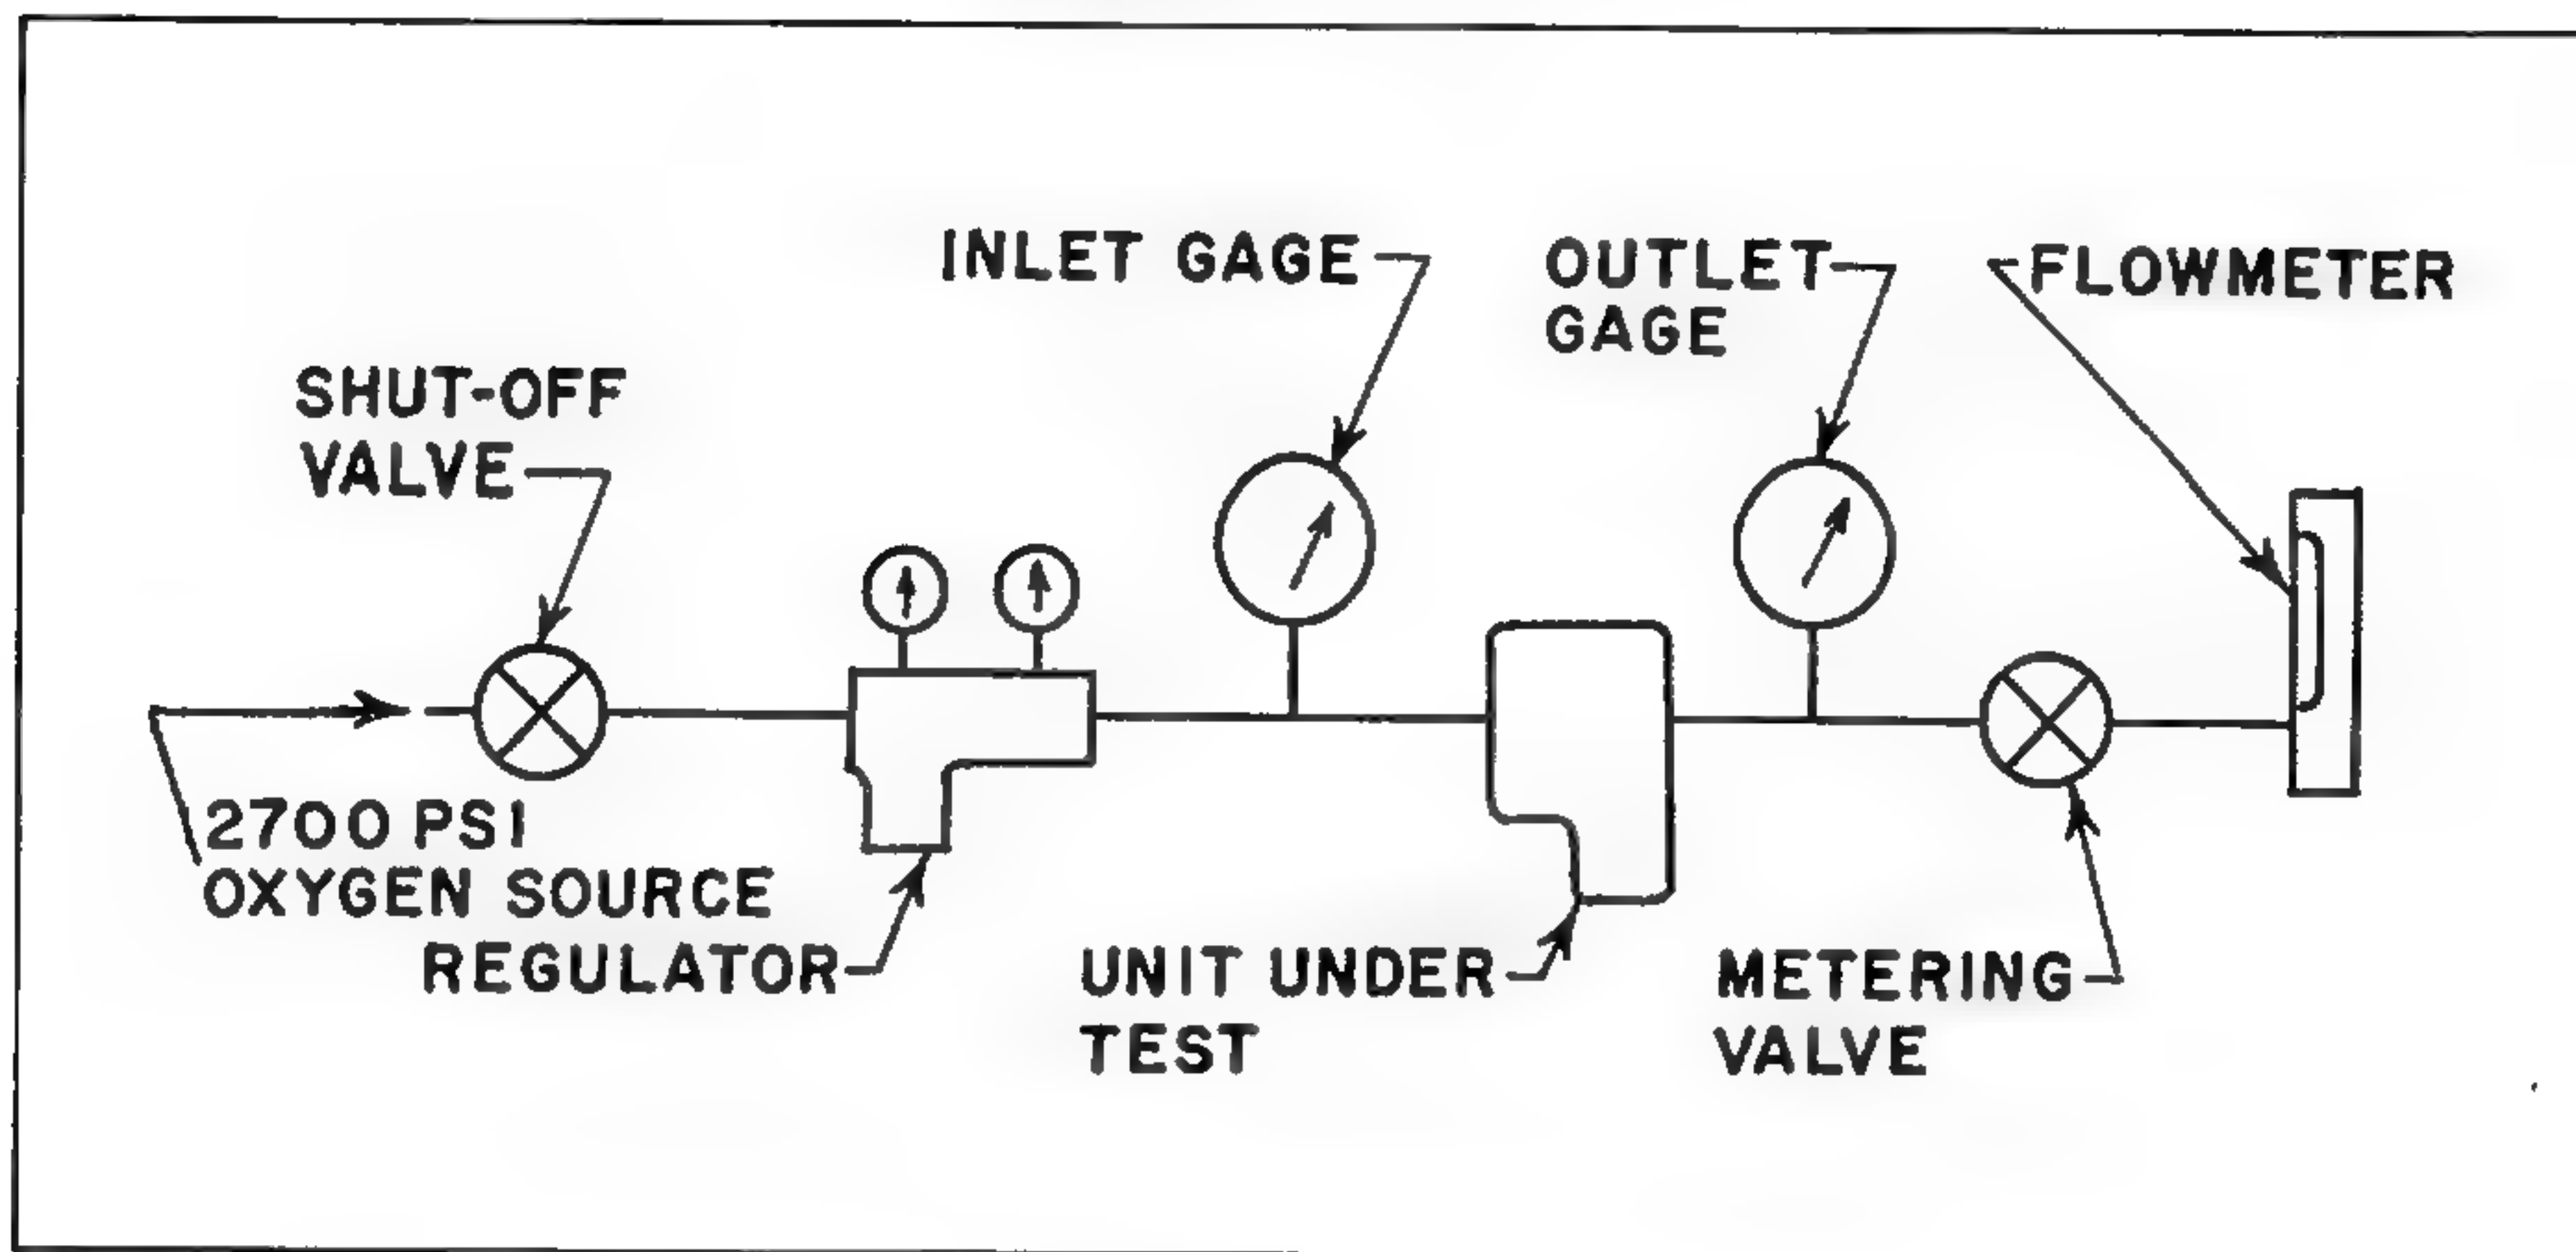 INLET GAGE
OUTLET
GAGE
FLOWMETER
SHUT-OFF
VALVE
2700 PSI
OXYGEN SOURCE
REGULATOR
UNIT UNDER
TEST
METERING
VALVE